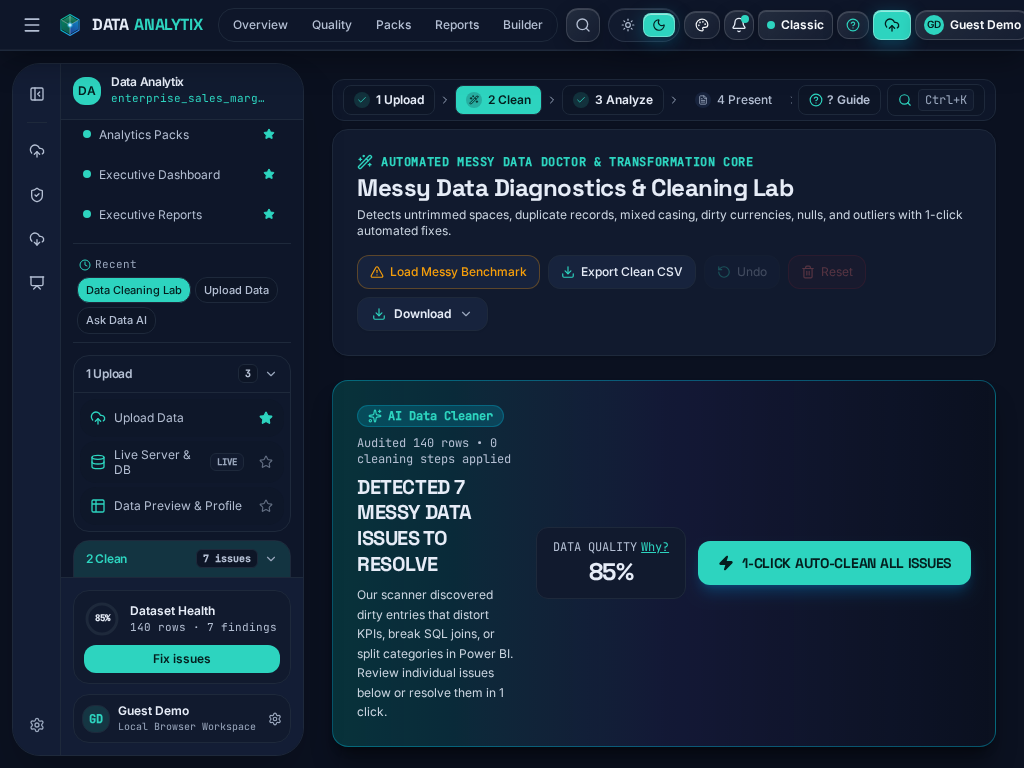 DATA ANALYTIX
Overview
Quality
Packs
Reports
Builder
Classic
GD
Guest Demo
DA
Data Analytix
enterprise_sales_marg…
Analytics Packs
Executive Dashboard
Executive Reports
Recent
Data Cleaning Lab
Upload Data
Ask Data AI
1 Upload
3
Upload Data
Live Server &
DB
LIVE
Data Preview & Profile
2 Clean
7 issues
85%
Dataset Health
140 rows · 7 findings
Fix issues
GD
Guest Demo
Local Browser Workspace
1 Upload
2 Clean
3 Analyze
4 Present
? Guide
Ctrl+K
AUTOMATED MESSY DATA DOCTOR & TRANSFORMATION CORE
Messy Data Diagnostics & Cleaning Lab
Detects untrimmed spaces, duplicate records, mixed casing, dirty currencies, nulls, and outliers with 1-click
automated fixes.
Load Messy Benchmark
Export Clean CSV
Undo
Reset
Download
AI Data Cleaner
Audited 140 rows • 0
cleaning steps applied
DETECTED 7
MESSY DATA
ISSUES TO
RESOLVE
Our scanner discovered
dirty entries that distort
KPIs, break SQL joins, or
split categories in Power BI.
Review individual issues
below or resolve them in 1
click.
DATA QUALITY Why?
85%
1-CLICK AUTO-CLEAN ALL ISSUES